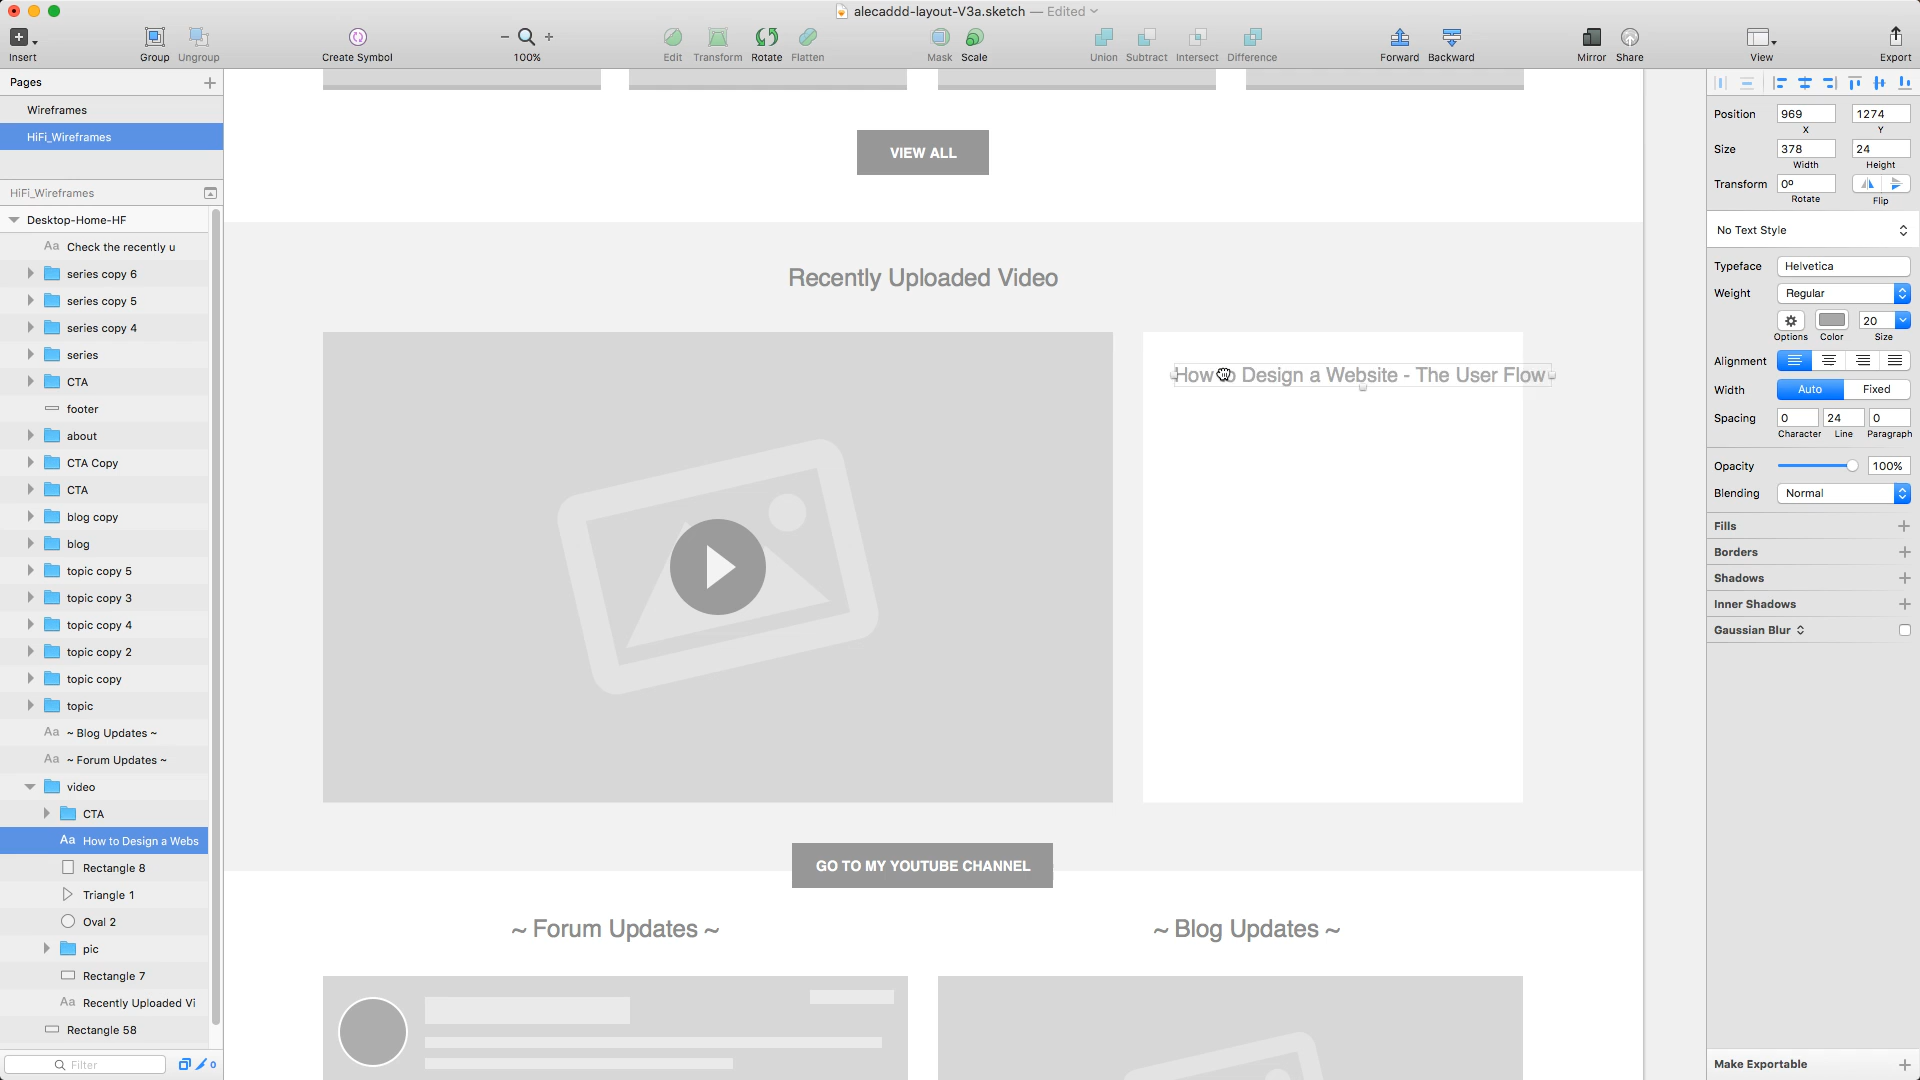 alecaddd-layout-V3a.sketch — Edited
Insert
Group
Ungroup
Create Symbol
100%
Edit
Transform
Rotate
Flatten
Mask
Scale
Union
Subtract
Intersect
Difference
Forward
Backward
Mirror
Share
View
Export
Pages
Wireframes
HiFi_Wireframes
HiFi_Wireframes
Desktop-Home-HF
Aa Check the recently u
series copy 6
series copy 5
series copy 4
series
CTA
footer
about
CTA Copy
CTA
blog copy
blog
topic copy 5
topic copy 3
topic copy 4
topic copy 2
topic copy
topic
Aa ~ Blog Updates ~
Aa ~ Forum Updates ~
video
CTA
Aa How to Design a Webs
Rectangle 8
Triangle 1
Oval 2
pic
Rectangle 7
Aa Recently Uploaded Vi
Rectangle 58
Filter
0
VIEW ALL
Recently Uploaded Video
How to Design a Website - The User Flow
GO TO MY YOUTUBE CHANNEL
~ Forum Updates ~
~ Blog Updates ~
Position 969 1274
X Y
Size 378 24
Width Height
Transform 0º
Rotate Flip
No Text Style
Typeface Helvetica
Weight Regular
20
Options Color Size
Alignment
Width Auto Fixed
Spacing 0 24 0
Character Line Paragraph
Opacity 100%
Blending Normal
Fills
Borders
Shadows
Inner Shadows
Gaussian Blur
Make Exportable